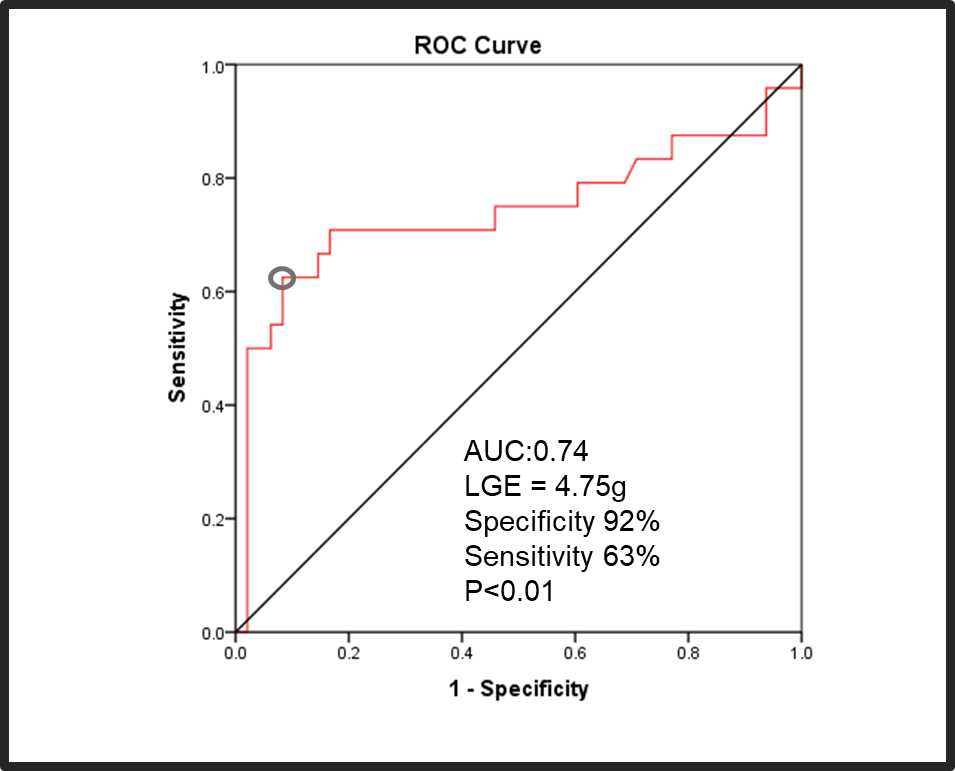 ROC Curve
1.0
0.8
0.6
0.4
0.2
0.0
Sensitivity
AUC:0.74
LGE = 4.75g
Specificity 92%
Sensitivity 63%
P<0.01
0.0 0.2 0.4 0.6 0.8 1.0
1 - Specificity